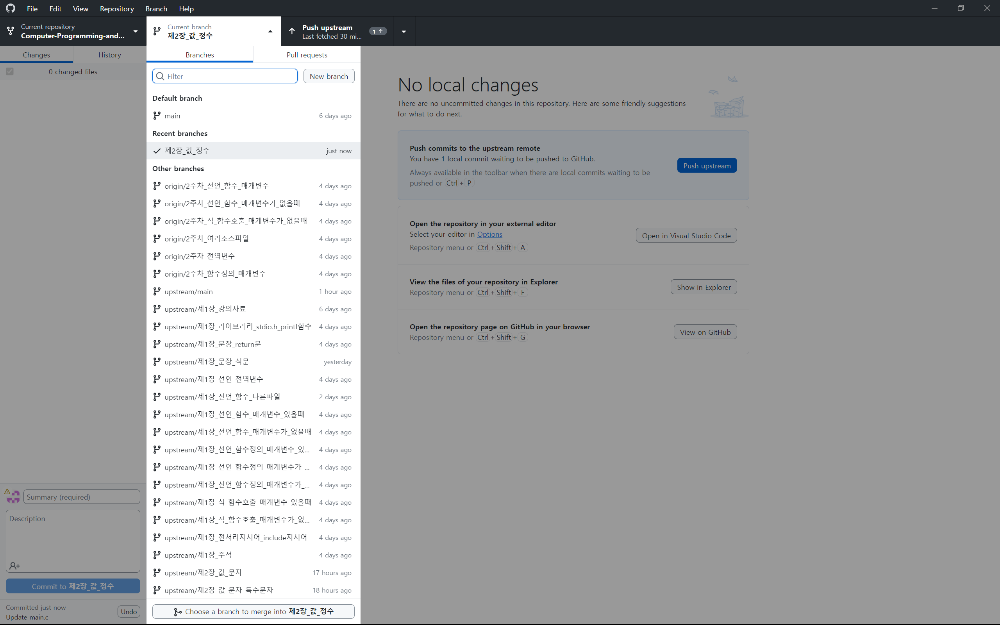 File Edit View Repository Branch Help
Current repository
Computer-Programming-and...
Current branch
제2장_값_정수
Push upstream
Last fetched 30 mi...
1
Changes History
0 changed files
Branches Pull requests
Filter
New branch
Default branch
main 6 days ago
Recent branches
제2장_값_정수 just now
Other branches
origin/2주차_선언_함수_매개변수 4 days ago
origin/2주차_선언_함수_매개변수가_없을때 4 days ago
origin/2주차_식_함수호출_매개변수가_없을때 4 days ago
origin/2주차_여러소스파일 4 days ago
origin/2주차_전역변수 4 days ago
origin/2주차_함수정의_매개변수 4 days ago
upstream/main 1 hour ago
upstream/제1장_강의자료 6 days ago
upstream/제1장_라이브러리_stdio.h_printf함수 4 days ago
upstream/제1장_문장_return문 4 days ago
upstream/제1장_문장_식문 yesterday
upstream/제1장_선언_전역변수 4 days ago
upstream/제1장_선언_함수_다른파일 2 days ago
upstream/제1장_선언_함수_매개변수_있을때 4 days ago
upstream/제1장_선언_함수_매개변수가_없을때 4 days ago
upstream/제1장_선언_함수정의_매개변수_있... 4 days ago
upstream/제1장_선언_함수정의_매개변수가_... 4 days ago
upstream/제1장_선언_함수정의_매개변수가_... 4 days ago
upstream/제1장_식_함수호출_매개변수_있을때 4 days ago
upstream/제1장_식_함수호출_매개변수가_없... 4 days ago
upstream/제1장_전처리지시어_include지시어 4 days ago
upstream/제1장_주석 4 days ago
upstream/제2장_값_문자 17 hours ago
upstream/제2장_값_문자_특수문자 18 hours ago
Choose a branch to merge into 제2장_값_정수
No local changes
There are no uncommitted changes in this repository. Here are some friendly suggestions
for what to do next.
Push commits to the upstream remote
You have 1 local commit waiting to be pushed to GitHub.
Always available in the toolbar when there are local commits waiting to be
pushed or Ctrl + P
Push upstream
Open the repository in your external editor
Select your editor in Options
Repository menu or Ctrl + Shift + A
Open in Visual Studio Code
View the files of your repository in Explorer
Repository menu or Ctrl + Shift + F
Show in Explorer
Open the repository page on GitHub in your browser
Repository menu or Ctrl + Shift + G
View on GitHub
Summary (required)
Description
Commit to 제2장_값_정수
Committed just now
Update main.c
Undo